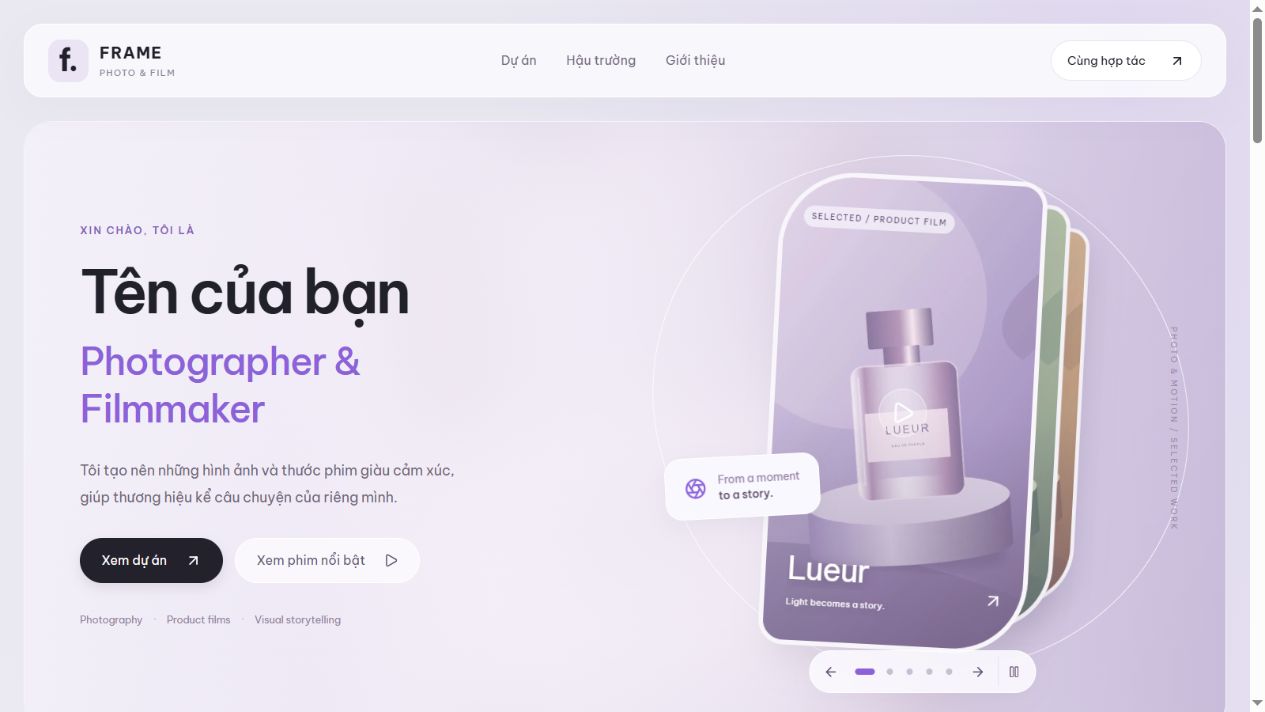 f.
FRAME
PHOTO & FILM
Dự án
Hậu trường
Giới thiệu
Cùng hợp tác
XIN CHÀO, TÔI LÀ
Tên của bạn
Photographer &
Filmmaker
Tôi tạo nên những hình ảnh và thước phim giàu cảm xúc,
giúp thương hiệu kể câu chuyện của riêng mình.
Xem dự án
Xem phim nổi bật
Photography · Product films · Visual storytelling
SELECTED / PRODUCT FILM
LUEUR
EAU DE PARFUM
From a moment
to a story.
Lueur
Light becomes a story.
PHOTO & MOTION / SELECTED WORK